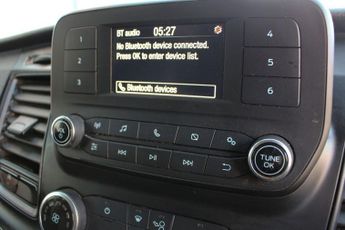 BT audio 05:27
No Bluetooth device connected.
Press OK to enter device list.
Bluetooth devices
1
2
3
4
5
6
VOL
TUNE
OK